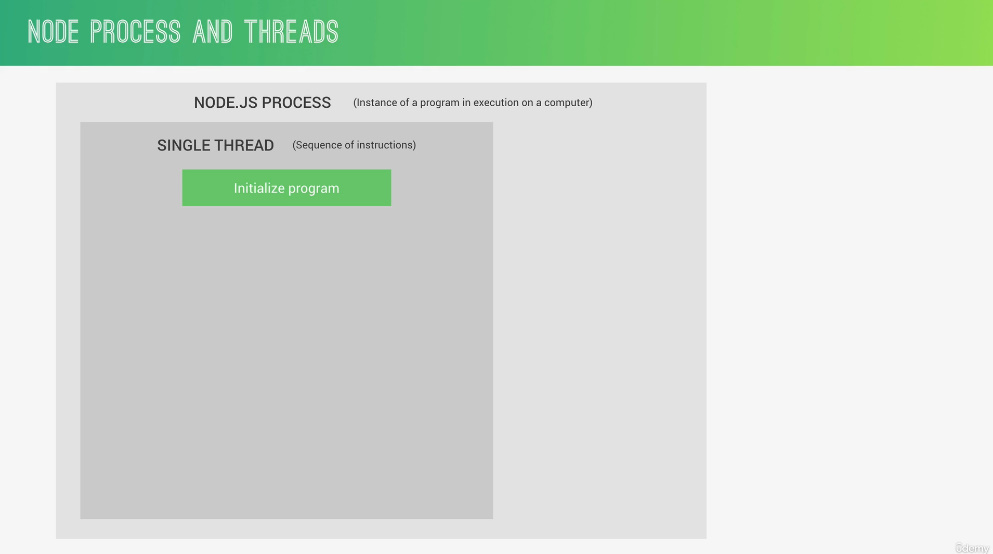 NODE PROCESS AND THREADS
NODE.JS PROCESS (Instance of a program in execution on a computer)
SINGLE THREAD (Sequence of instructions)
Initialize program
ûdemy